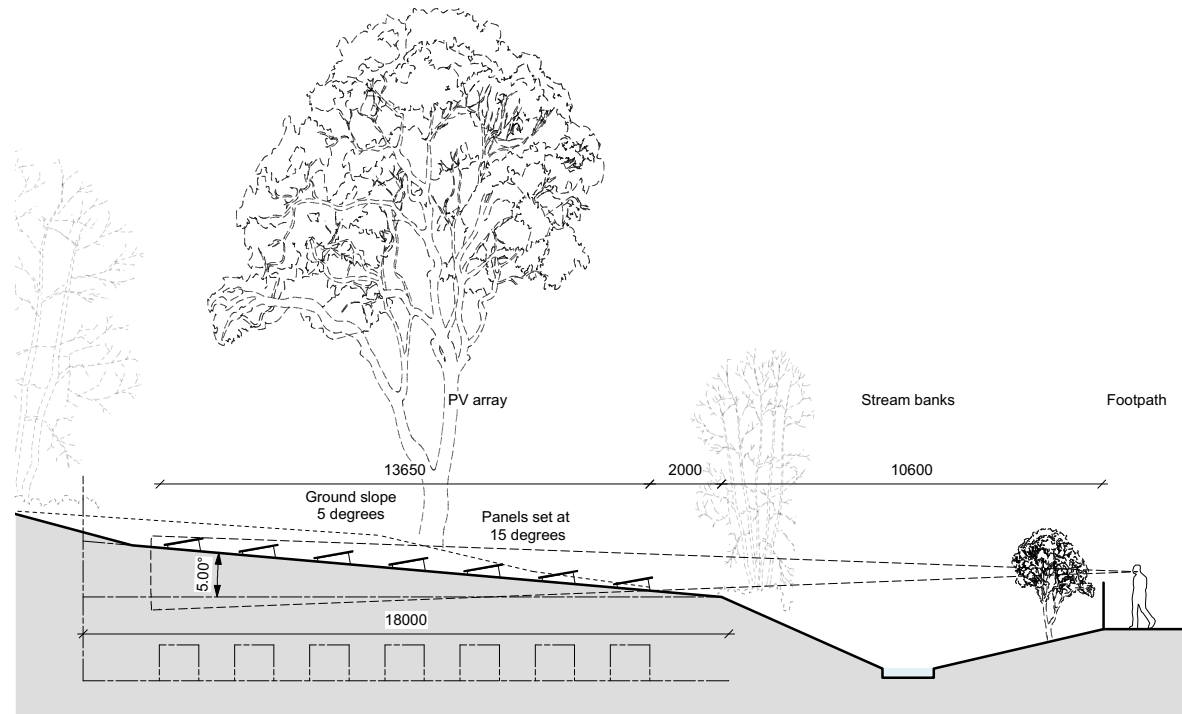 PV array
Stream banks
Footpath
13650
2000
10600
Ground slope
5 degrees
Panels set at
15 degrees
5.00°
18000